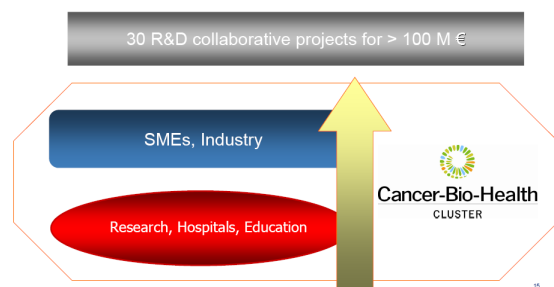 30 R&D collaborative projects for > 100 M €
SMEs, Industry
Research, Hospitals, Education
Cancer-Bio-Health
CLUSTER